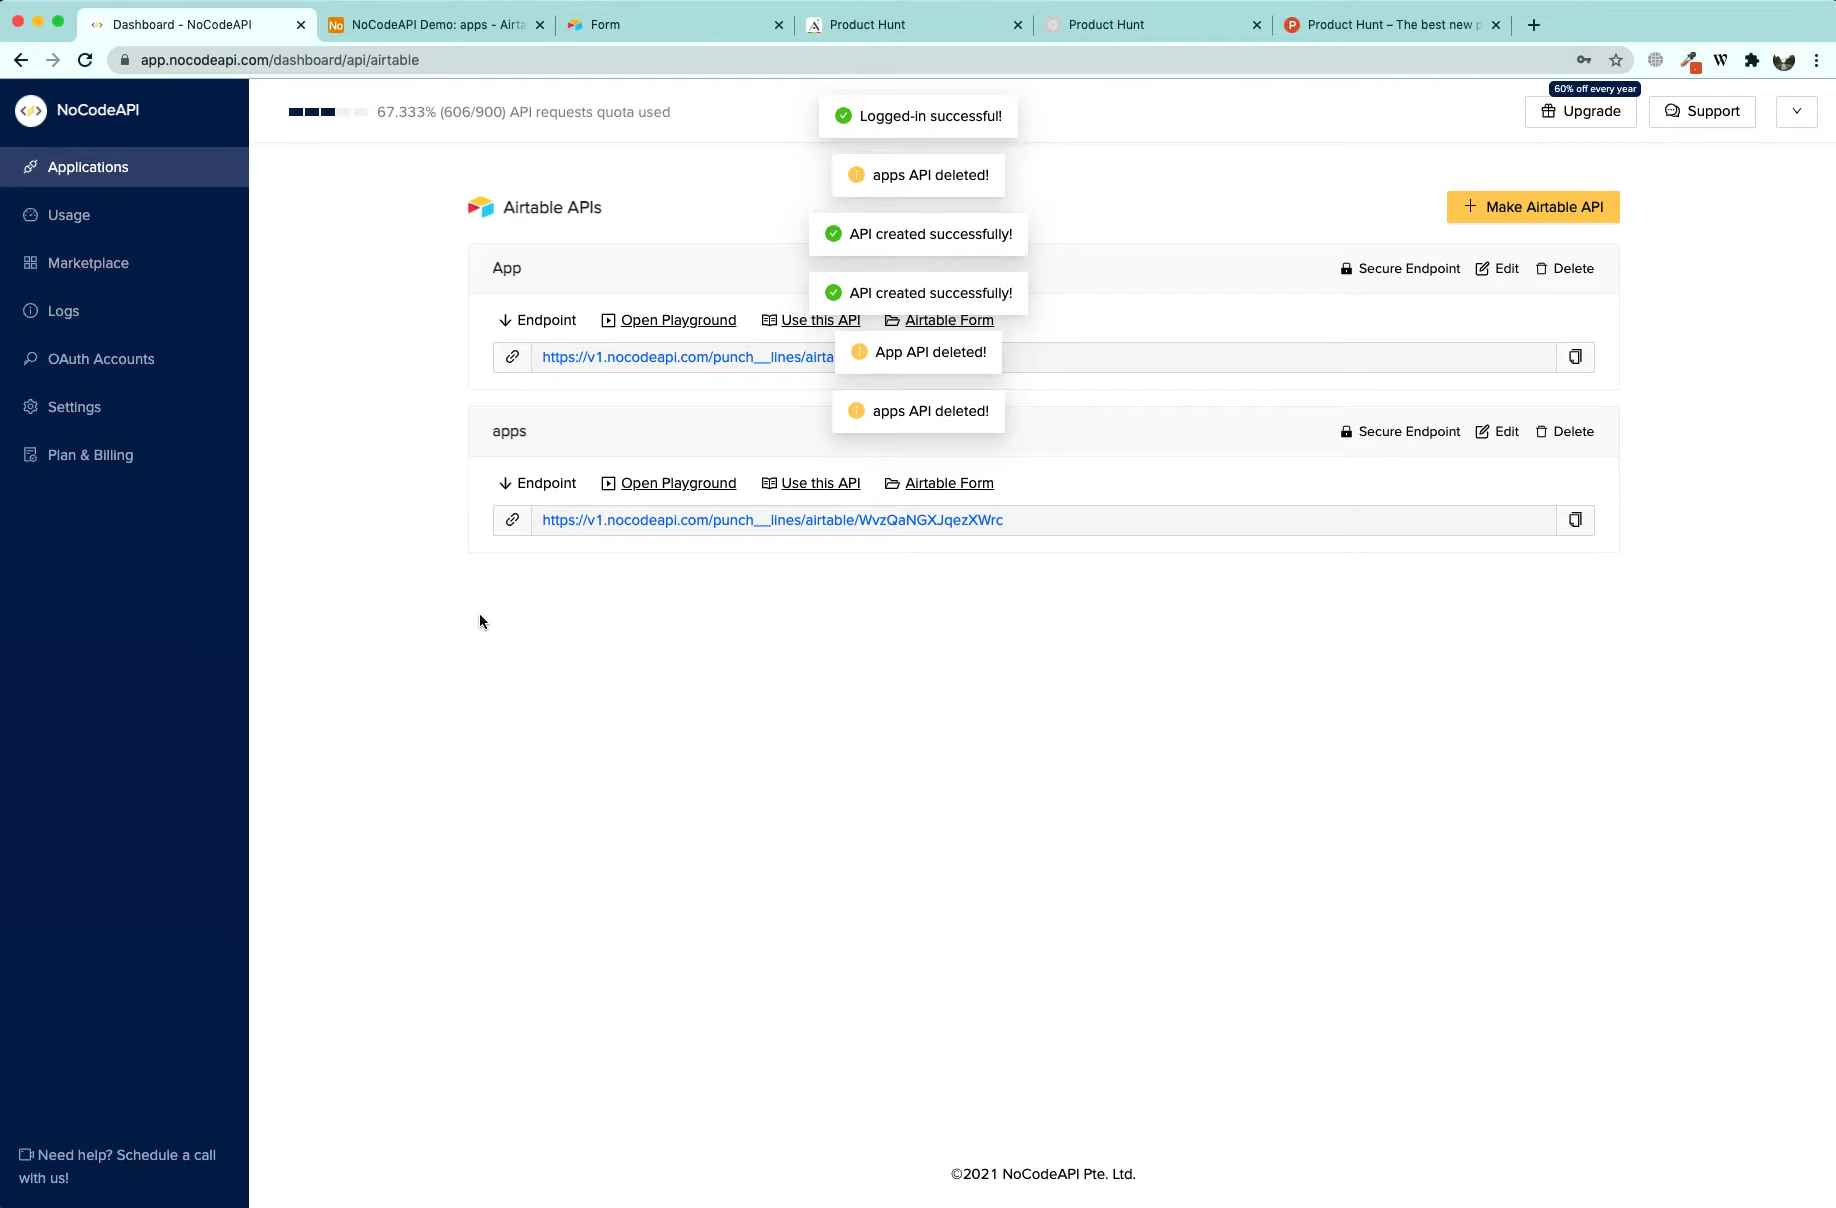 Dashboard - NoCodeAPI
NoCodeAPI Demo: apps - Airta
Form
Product Hunt
Product Hunt
Product Hunt – The best new p
app.nocodeapi.com/dashboard/api/airtable
NoCodeAPI
67.333% (606/900) API requests quota used
Logged-in successful!
60% off every year
Upgrade
Support
Applications
Usage
Marketplace
Logs
OAuth Accounts
Settings
Plan & Billing
apps API deleted!
Airtable APIs
Make Airtable API
API created successfully!
App
Secure Endpoint
Edit
Delete
API created successfully!
Endpoint
Open Playground
Use this API
Airtable Form
https://v1.nocodeapi.com/punch__lines/airta
App API deleted!
apps API deleted!
apps
Secure Endpoint
Edit
Delete
Endpoint
Open Playground
Use this API
Airtable Form
https://v1.nocodeapi.com/punch__lines/airtable/WvzQaNGXJqezXWrc
Need help? Schedule a call
with us!
©2021 NoCodeAPI Pte. Ltd.